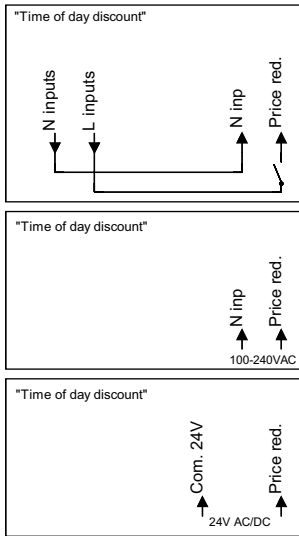 "Time of day discount"
N inputs
L inputs
N inp
Price red.
"Time of day discount"
N inp
Price red.
100-240VAC
"Time of day discount"
Com. 24V
Price red.
24V AC/DC